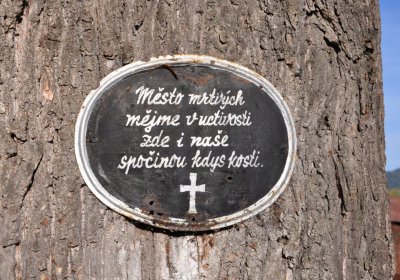 Město mrtvých
mějme v uctivosti
zde i naše
spočinou kdys kosti.